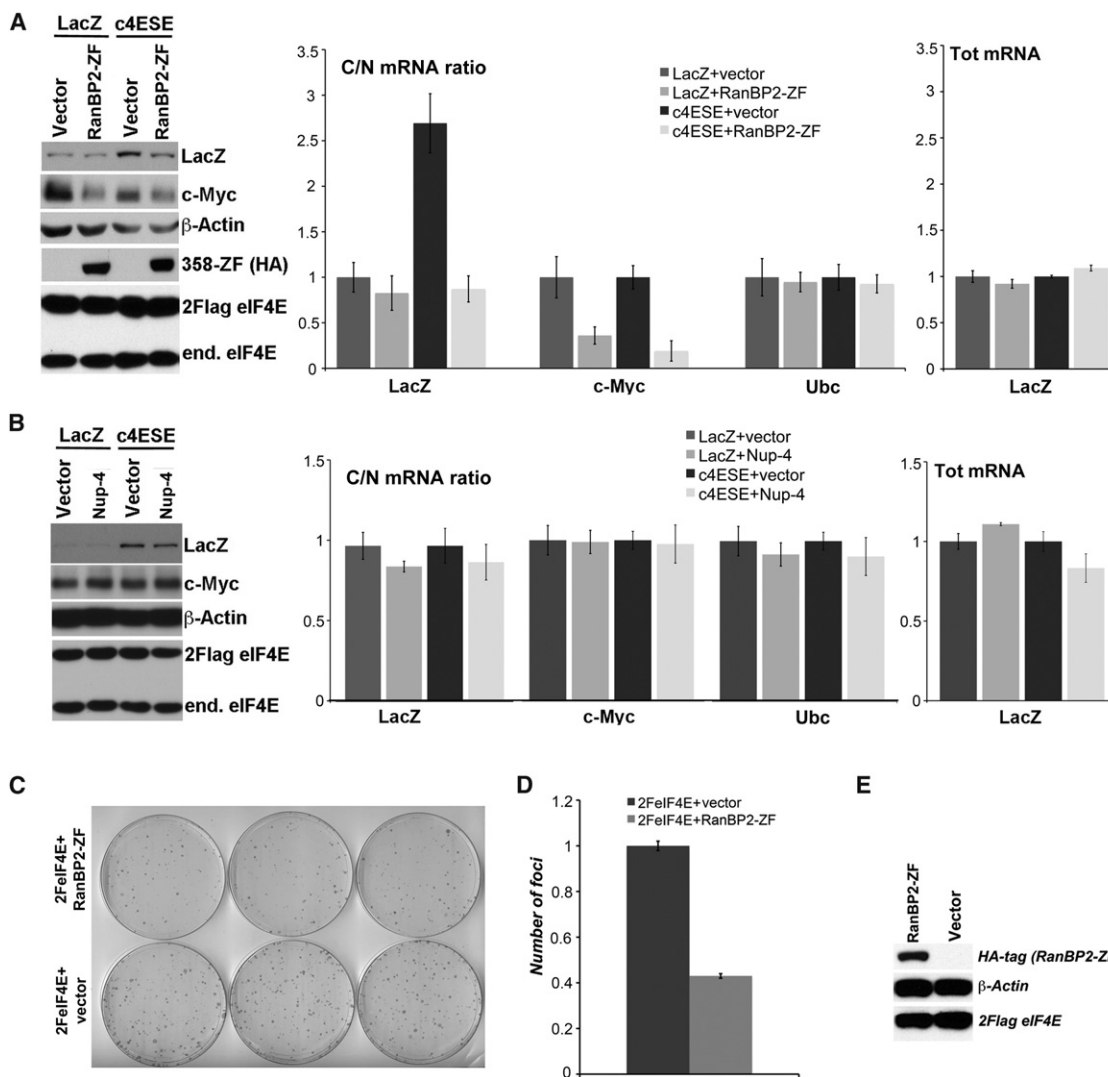 A
LacZ c4ESE
Vector
RanBP2-ZF
Vector
RanBP2-ZF
LacZ
c-Myc
β-Actin
358-ZF (HA)
2Flag eIF4E
end. eIF4E
C/N mRNA ratio
LacZ+vector
LacZ+RanBP2-ZF
c4ESE+vector
c4ESE+RanBP2-ZF
3.5
3
2.5
2
1.5
1
0.5
0
LacZ c-Myc Ubc
Tot mRNA
3.5
3
2.5
2
1.5
1
0.5
0
LacZ
B
LacZ c4ESE
Vector
Nup-4
Vector
Nup-4
LacZ
c-Myc
β-Actin
2Flag eIF4E
end. eIF4E
C/N mRNA ratio
LacZ+vector
LacZ+Nup-4
c4ESE+vector
c4ESE+Nup-4
1.5
1
0.5
0
LacZ c-Myc Ubc
Tot mRNA
1.5
1
0.5
0
LacZ
C
2FeIF4E+
RanBP2-ZF
2FeIF4E+
vector
D
2FeIF4E+vector
2FeIF4E+RanBP2-ZF
Number of foci
1.2
1
0.8
0.6
0.4
0.2
0
E
RanBP2-ZF
Vector
HA-tag (RanBP2-Z
β-Actin
2Flag eIF4E